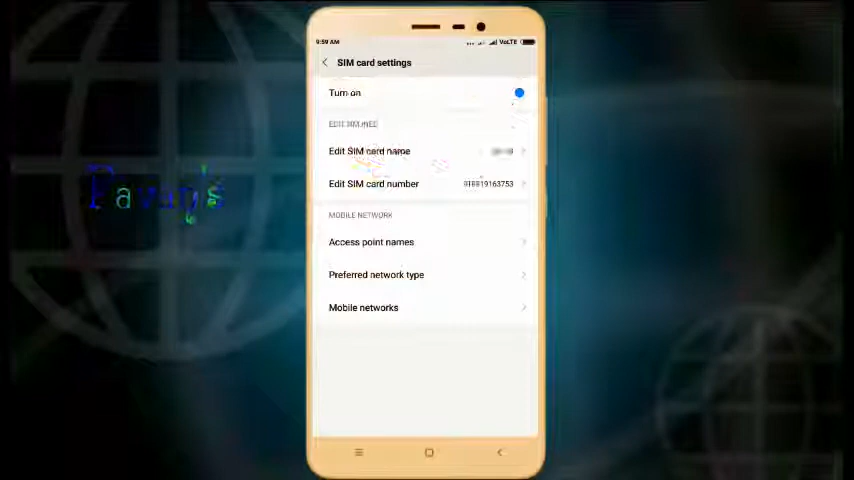 9:59 AM VoLTE
SIM card settings
Turn on
Edit SIM card name
Edit SIM card number 918819163753
MOBILE NETWORK
Access point names
Preferred network type
Mobile networks